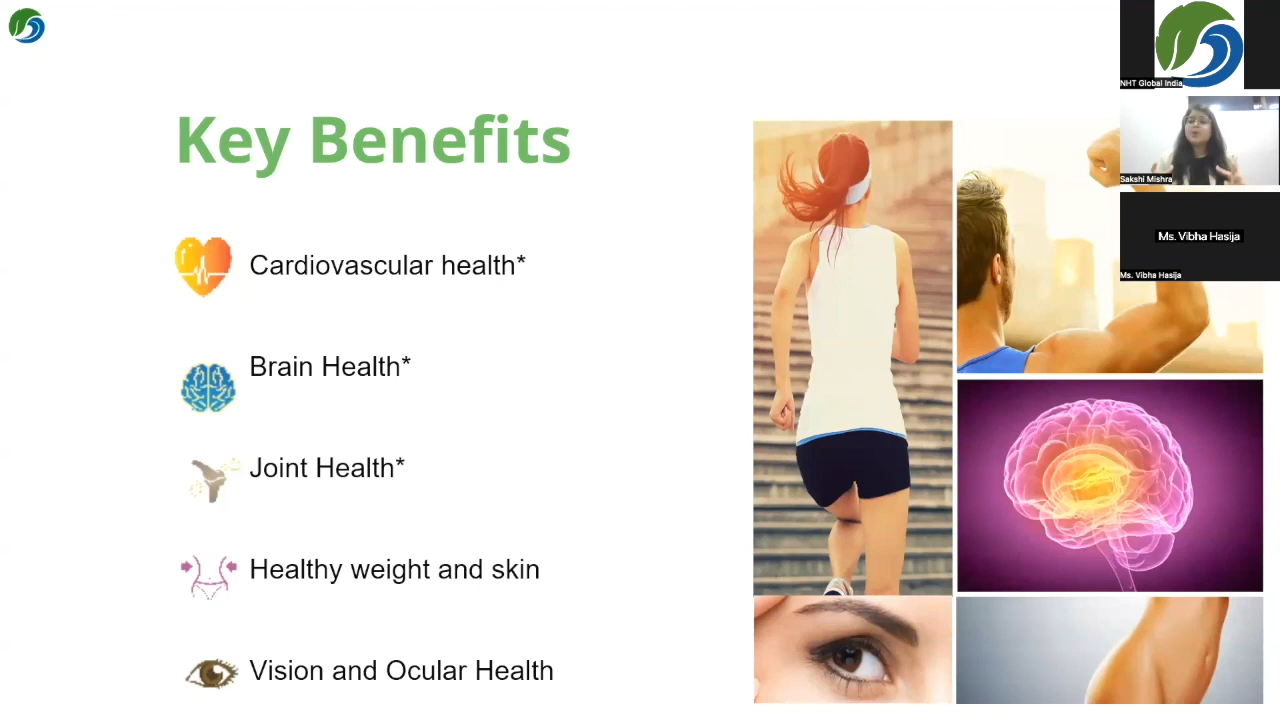 Key Benefits
Cardiovascular health*
Brain Health*
Joint Health*
Healthy weight and skin
Vision and Ocular Health
NHT Global India
Sakshi Mishra
Ms. Vibha Hasija
Ms. Vibha Hasija